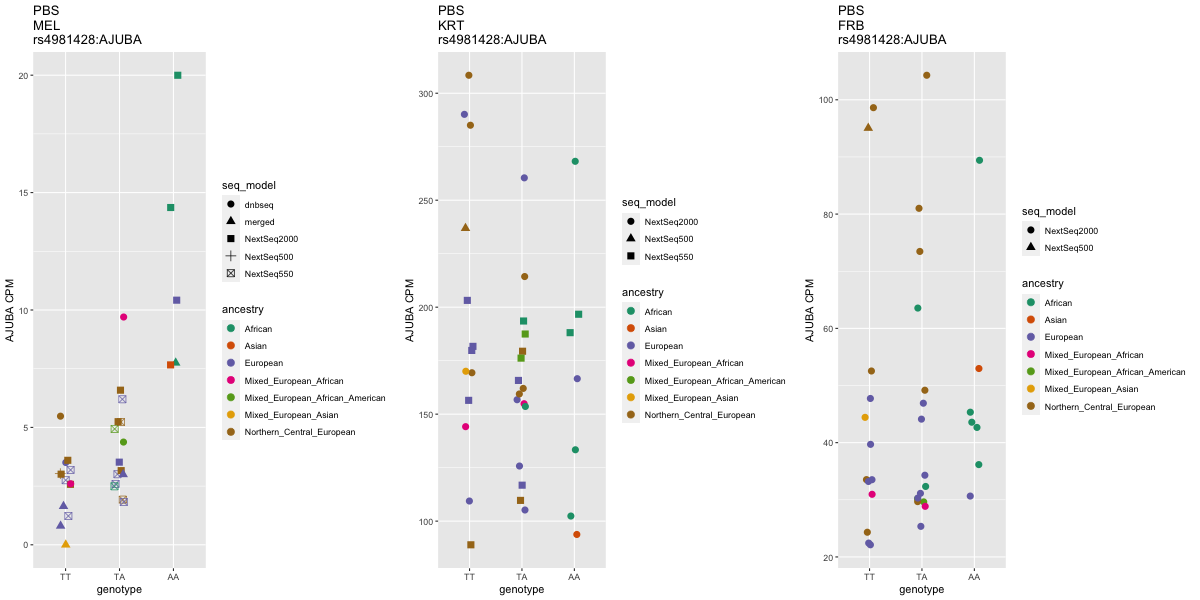 PBS
MEL
rs4981428:AJUBA
20
15
10
5
0
AJUBA CPM
TT
TA
AA
genotype
seq_model
dnbseq
merged
NextSeq2000
NextSeq500
NextSeq550
ancestry
African
Asian
European
Mixed_European_African
Mixed_European_African_American
Mixed_European_Asian
Northern_Central_European
PBS
KRT
rs4981428:AJUBA
300
250
200
150
100
AJUBA CPM
TT
TA
AA
genotype
seq_model
NextSeq2000
NextSeq500
NextSeq550
ancestry
African
Asian
European
Mixed_European_African
Mixed_European_African_American
Mixed_European_Asian
Northern_Central_European
PBS
FRB
rs4981428:AJUBA
100
80
60
40
20
AJUBA CPM
TT
TA
AA
genotype
seq_model
NextSeq2000
NextSeq500
ancestry
African
Asian
European
Mixed_European_African
Mixed_European_African_American
Mixed_European_Asian
Northern_Central_European